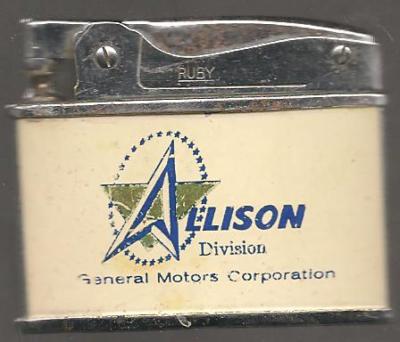 RUBY
ALLISON
Division
General Motors Corporation